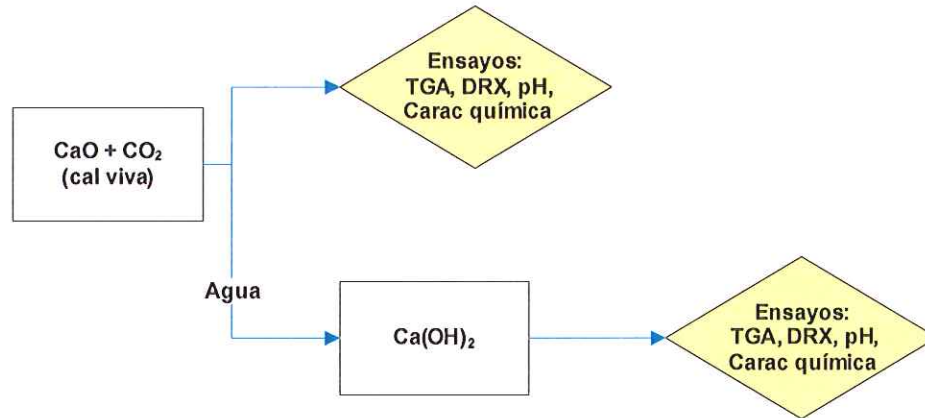 Ensayos:
TGA, DRX, pH,
Carac química
CaO + CO₂
(cal viva)
Agua
Ca(OH)₂
Ensayos:
TGA, DRX, pH,
Carac química